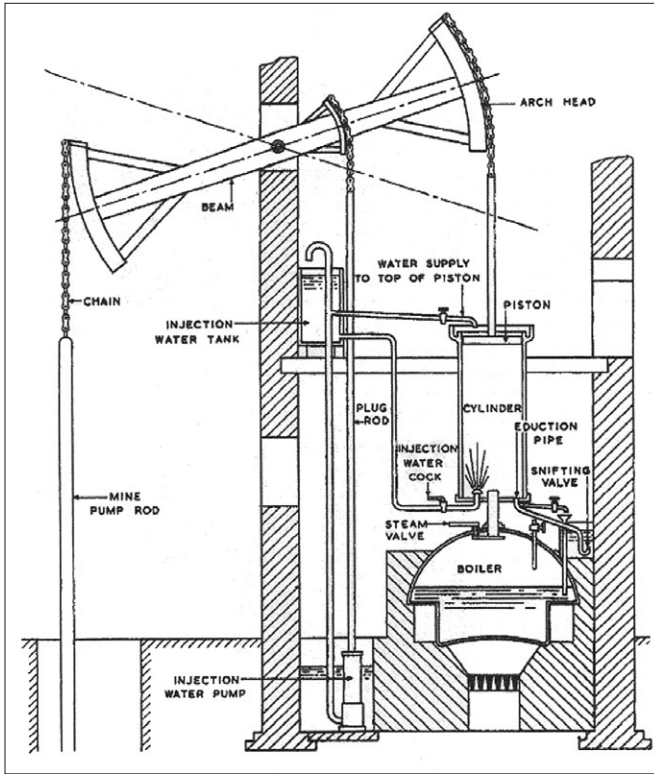 ARCH HEAD
BEAM
WATER SUPPLY
TO TOP OF PISTON
CHAIN
PISTON
INJECTION
WATER TANK
CYLINDER
PLUG
ROD
EDUCTION
PIPE
INJECTION
WATER
COCK
SNIFTING
VALVE
MINE
PUMP ROD
STEAM
VALVE
BOILER
INJECTION
WATER PUMP